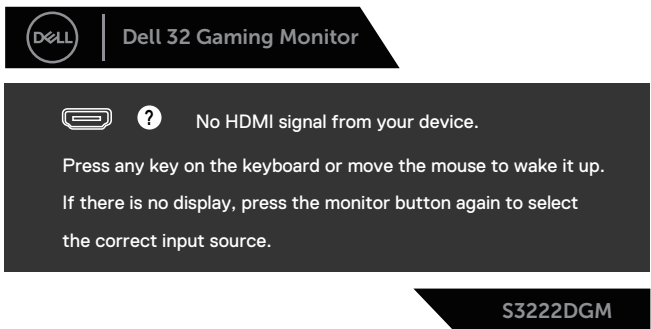 DELL
Dell 32 Gaming Monitor
? No HDMI signal from your device.
Press any key on the keyboard or move the mouse to wake it up.
If there is no display, press the monitor button again to select
the correct input source.
S3222DGM